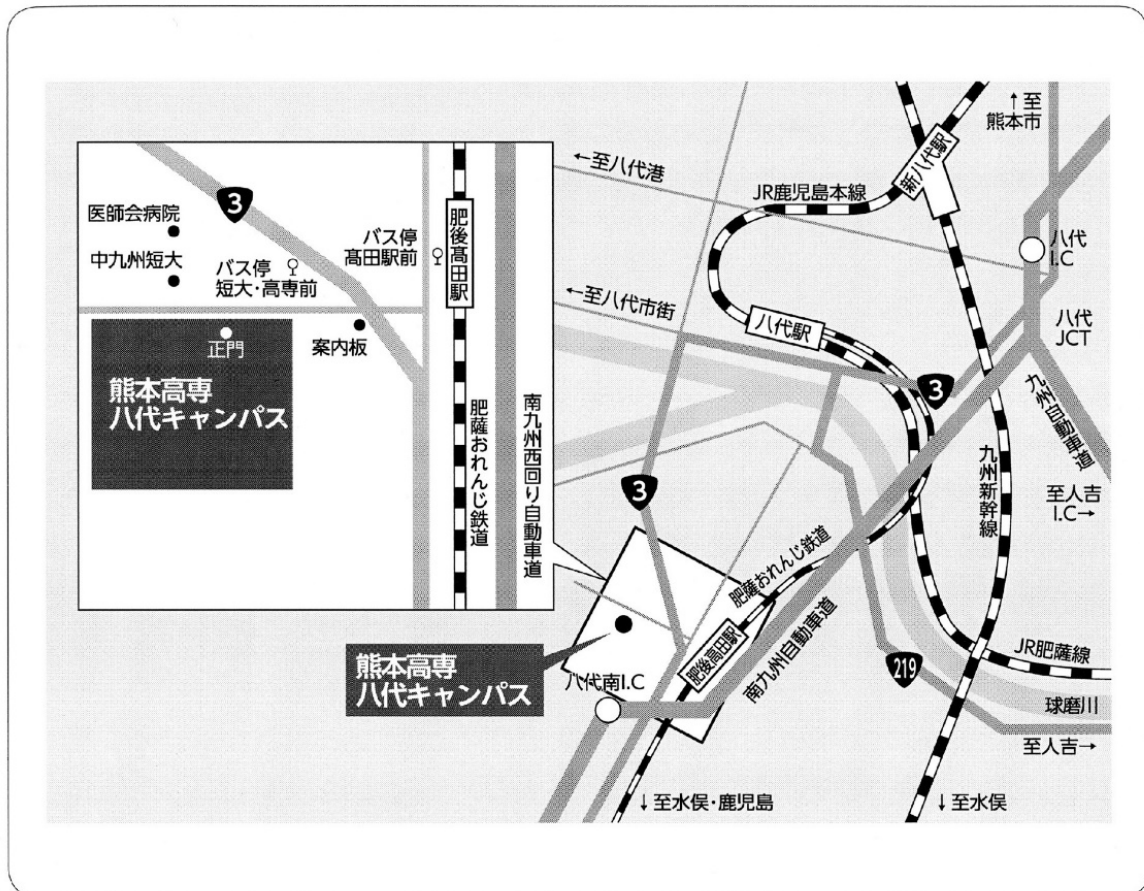 3
医師会病院
中九州短大
バス停
短大・高専前
バス停
髙田駅前
肥後髙田駅
正門
案内板
熊本高専
八代キャンパス
肥薩おれんじ鉄道
南九州西回り自動車道
↑至
熊本市
←至八代港
新八代駅
JR鹿児島本線
八代
I.C
←至八代市街
八代駅
八代
JCT
3
九州自動車道
九州新幹線
至人吉
I.C→
3
肥薩おれんじ鉄道
肥後高田駅
南九州自動車道
熊本高専
八代キャンパス
八代南I.C
219
JR肥薩線
球磨川
至人吉→
↓至水俣・鹿児島
↓至水俣